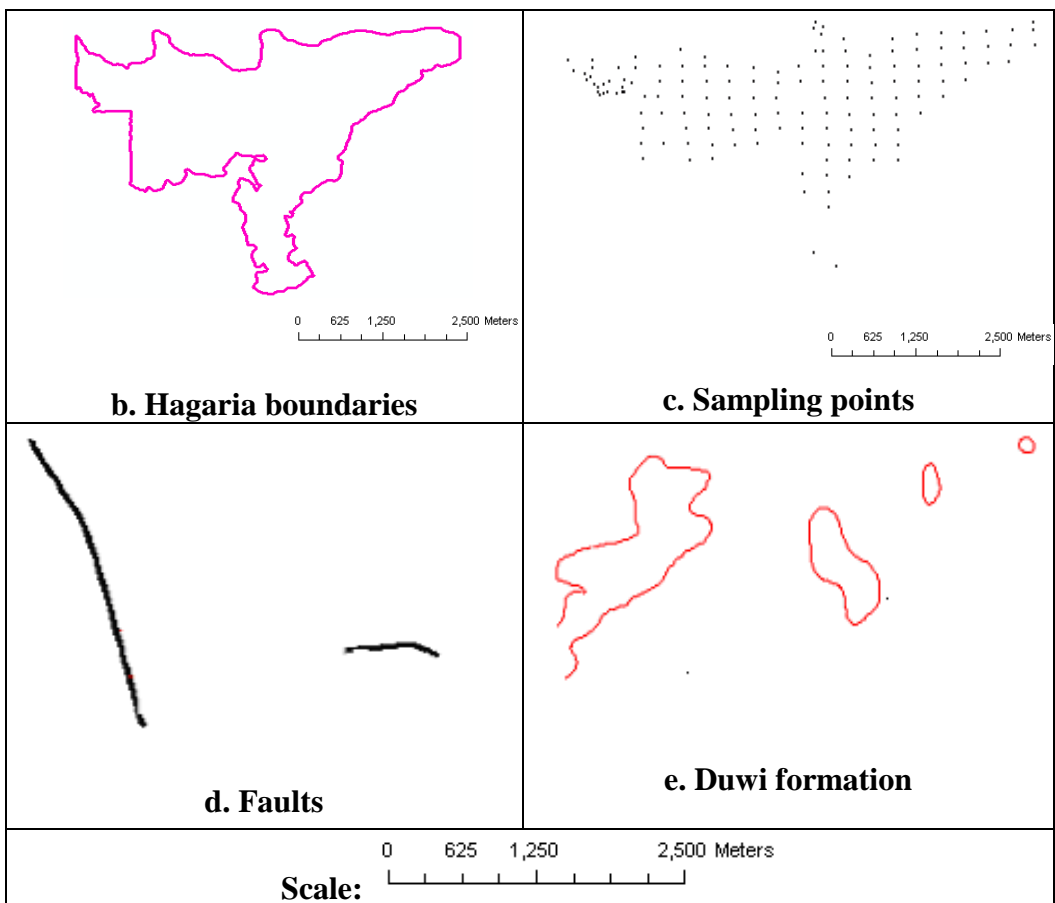 0 625 1,250 2,500 Meters
b. Hagaria boundaries
0 625 1,250 2,500 Meters
c. Sampling points
d. Faults
e. Duwi formation
0 625 1,250 2,500 Meters
Scale: